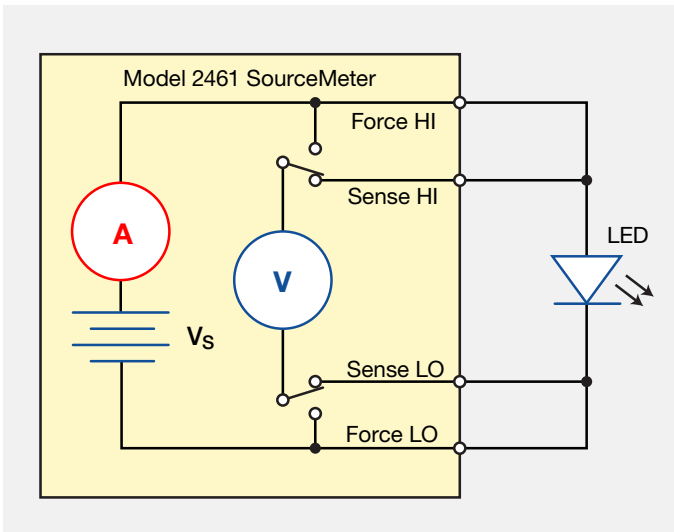 Model 2461 SourceMeter
Force HI
Sense HI
LED
A
V
VS
Sense LO
Force LO